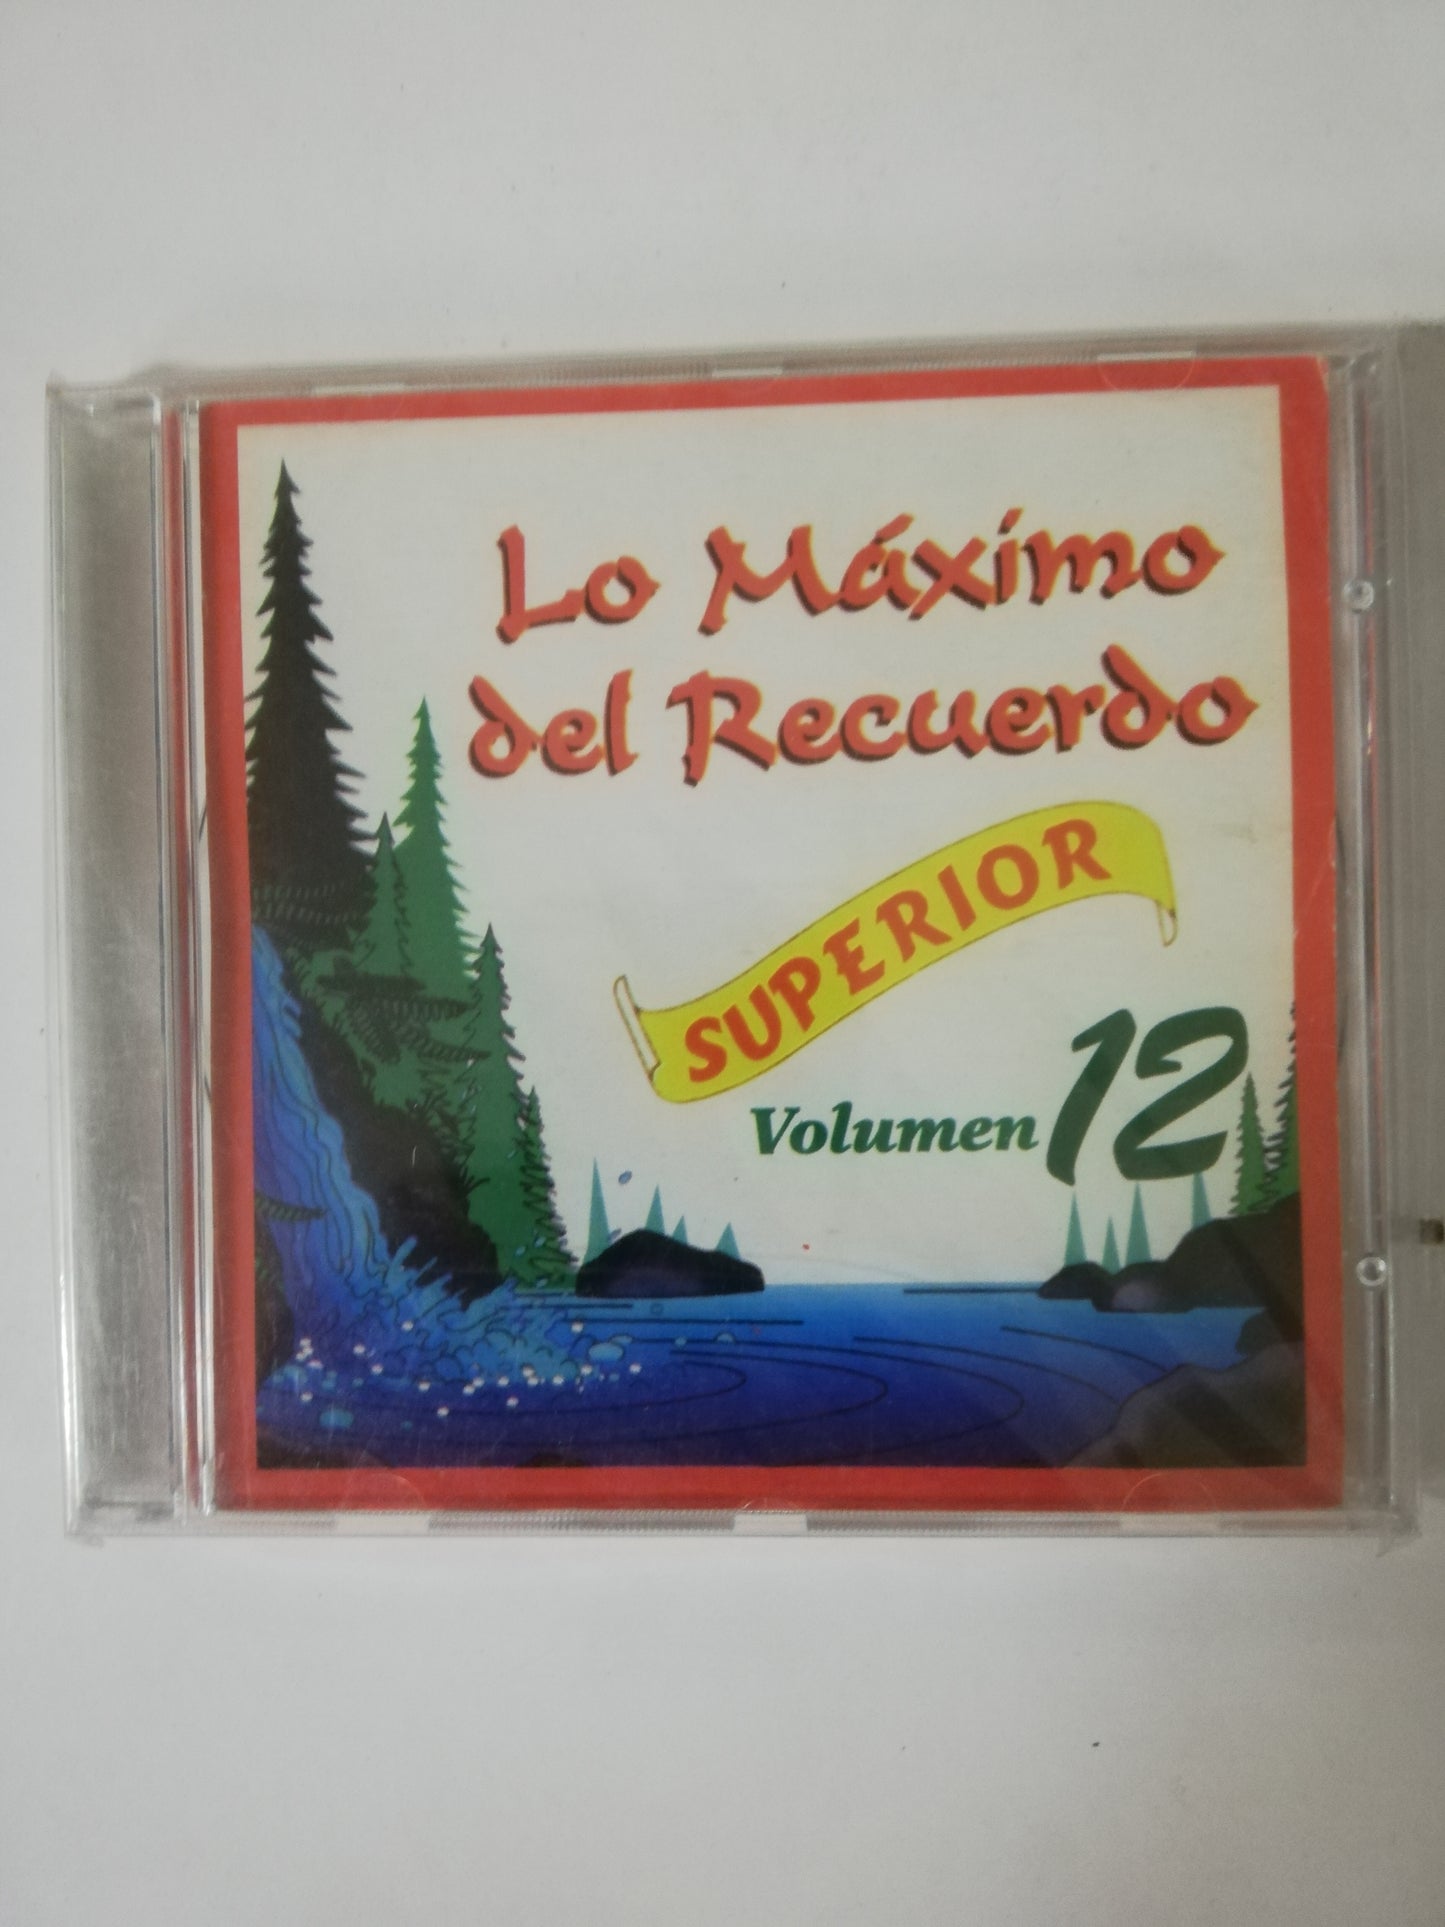 Lo Máximo
del Recuerdo
SUPERIOR
Volumen 12